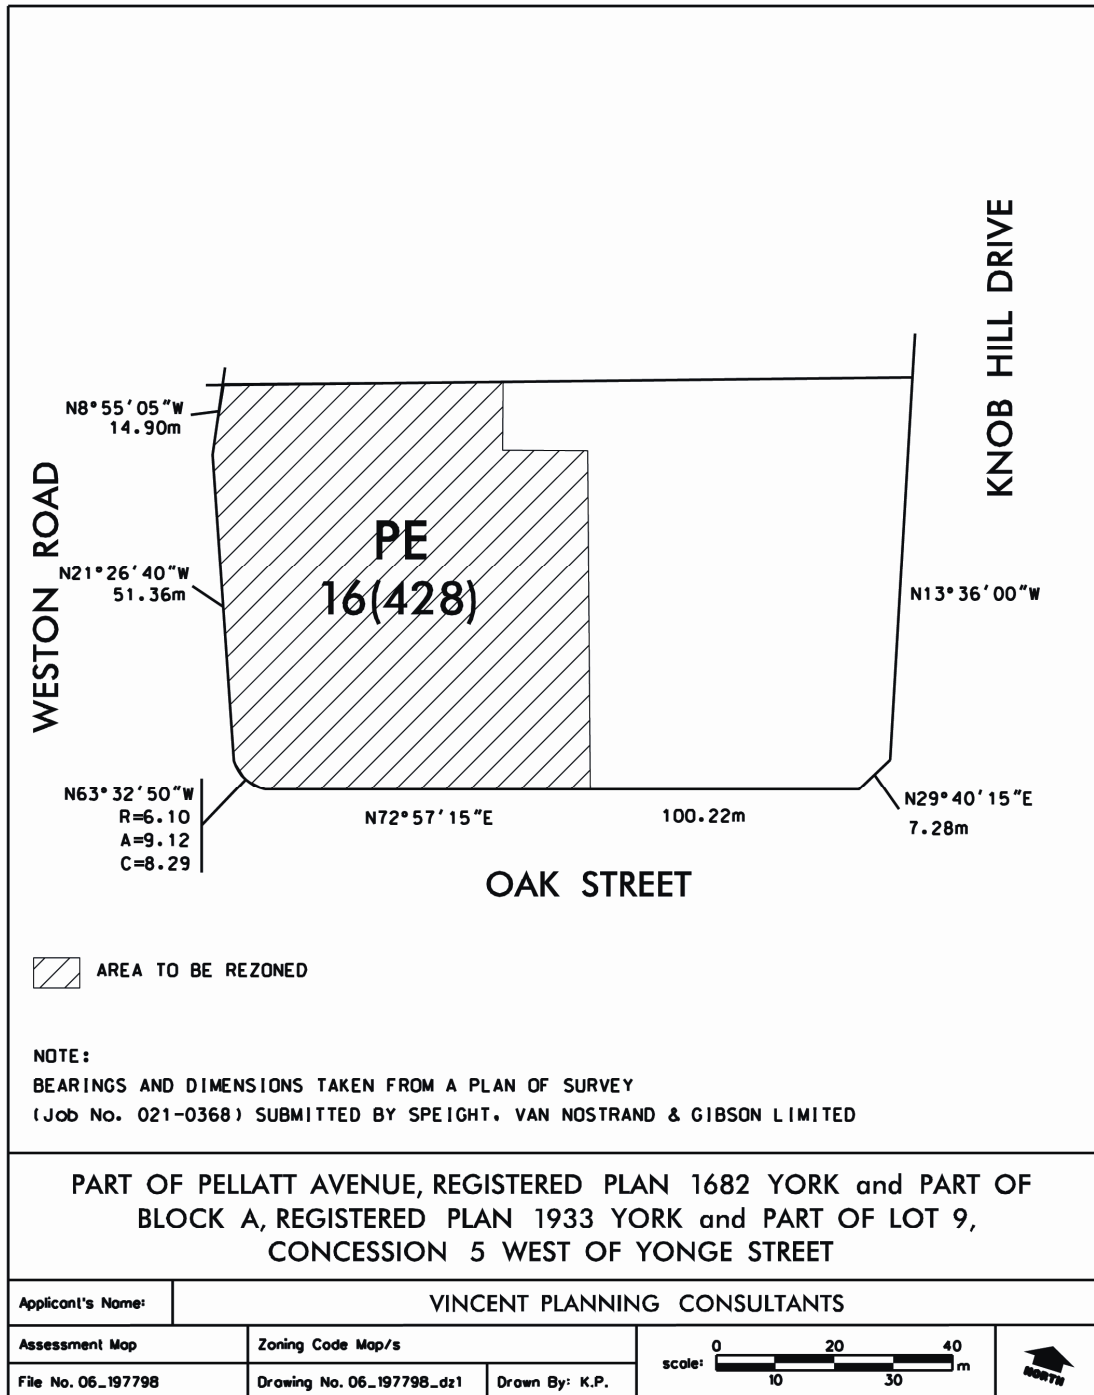 KNOB HILL DRIVE
N8°55'05"W
14.90m
WESTON ROAD
PE
16(428)
N21°26'40"W
51.36m
N13°36'00"W
N63°32'50"W
R=6.10
A=9.12
C=8.29
N72°57'15"E
100.22m
N29°40'15"E
7.28m
OAK STREET
AREA TO BE REZONED
NOTE:
BEARINGS AND DIMENSIONS TAKEN FROM A PLAN OF SURVEY
(Job No. 021-0368) SUBMITTED BY SPEIGHT. VAN NOSTRAND & GIBSON LIMITED
PART OF PELLATT AVENUE, REGISTERED PLAN 1682 YORK and PART OF
BLOCK A, REGISTERED PLAN 1933 YORK and PART OF LOT 9,
CONCESSION 5 WEST OF YONGE STREET
Applicant's Name:
VINCENT PLANNING CONSULTANTS
Assessment Map
Zoning Code Map/s
File No. 06_197798
Drawing No. 06_197798_dz1
Drawn By: K.P.
scale:
0 20 40
m
10 30
NORTH